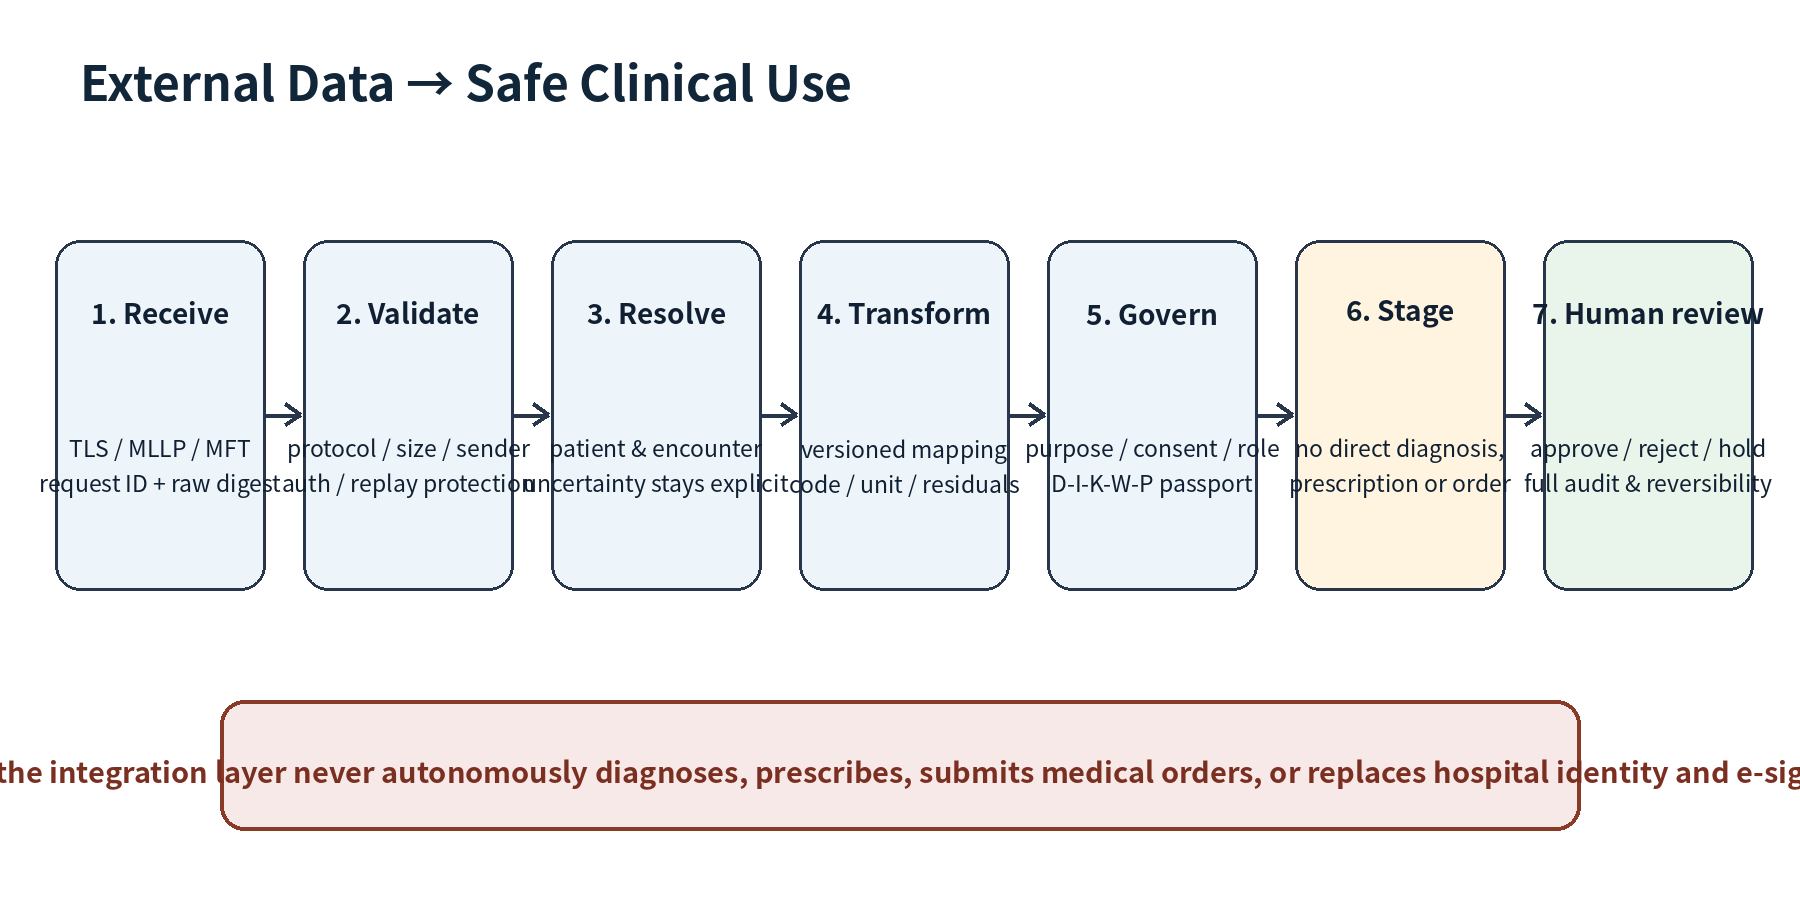 External Data → Safe Clinical Use
1. Receive
TLS / MLLP / MFT
request ID + raw digest
2. Validate
protocol / size / sender
auth / replay protection
3. Resolve
patient & encounter
uncertainty stays explicit
4. Transform
versioned mapping
code / unit / residuals
5. Govern
purpose / consent / role
D-I-K-W-P passport
6. Stage
no direct diagnosis,
prescription or order
7. Human review
approve / reject / hold
full audit & reversibility
the integration layer never autonomously diagnoses, prescribes, submits medical orders, or replaces hospital identity and e-sig